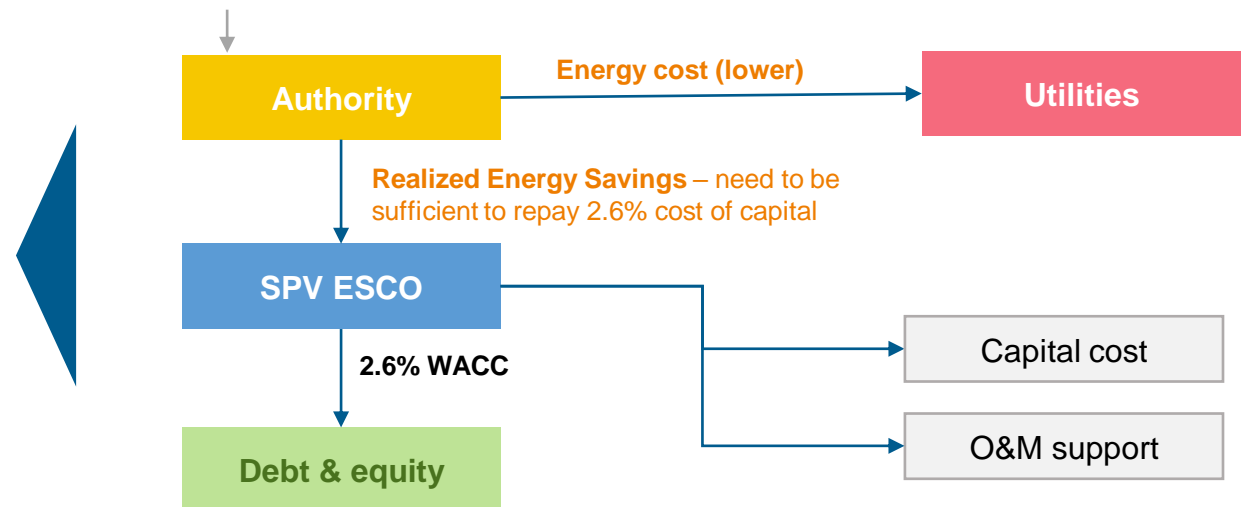 Authority
Energy cost (lower)
Utilities
Realized Energy Savings – need to be
sufficient to repay 2.6% cost of capital
SPV ESCO
2.6% WACC
Capital cost
O&M support
Debt & equity